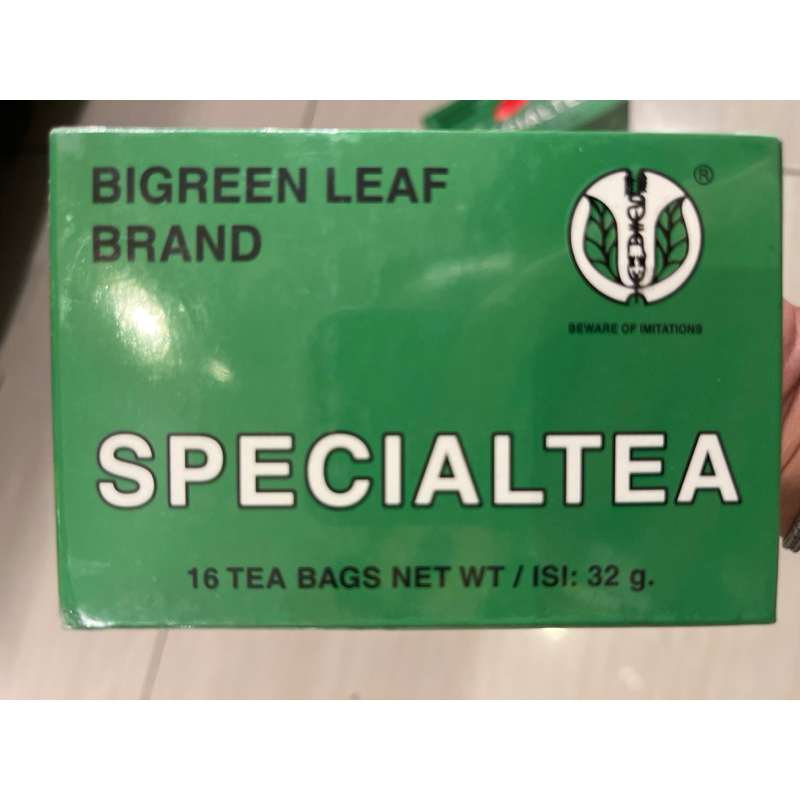 BIGREEN LEAF
BRAND
®
BEWARE OF IMITATIONS
SPECIALTEA
16 TEA BAGS NET WT / ISI: 32 g.